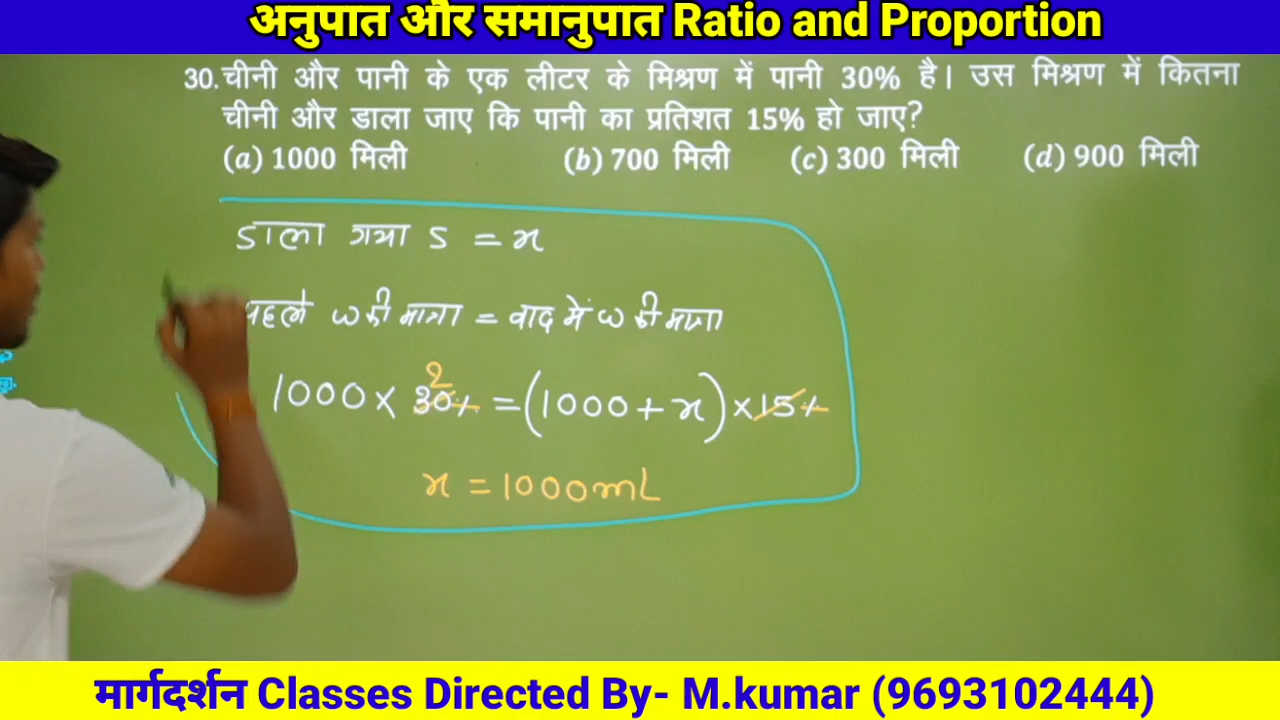 अनुपात और समानुपात Ratio and Proportion
30. चीनी और पानी के एक लीटर के मिश्रण में पानी 30% है। उस मिश्रण में कितना
चीनी और डाला जाए कि पानी का प्रतिशत 15% हो जाए?
(a) 1000 मिली (b) 700 मिली (c) 300 मिली (d) 900 मिली
डाला गया S = x
पहले W की मात्रा = बाद में W की मात्रा
2
1000 × 30% = (1000 + x) × 15%
x = 1000mL
मार्गदर्शन Classes Directed By- M.kumar (9693102444)